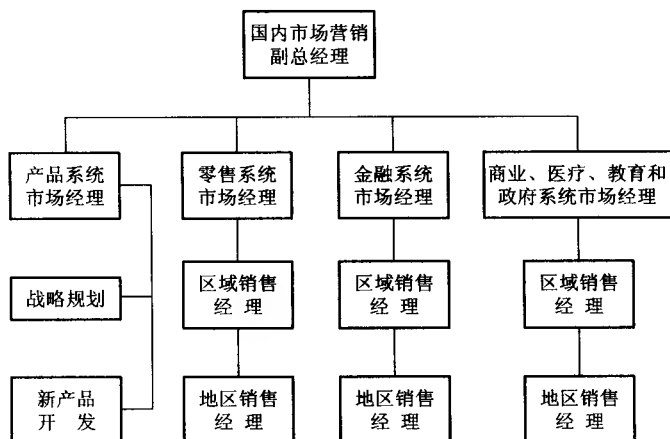 国内市场营销
副总经理
产品系统
市场经理
零售系统
市场经理
金融系统
市场经理
商业、医疗、教育和
政府系统市场经理
战略规划
区域销售
经 理
区域销售
经 理
区域销售
经 理
新产品
开 发
地区销售
经 理
地区销售
经 理
地区销售
经 理